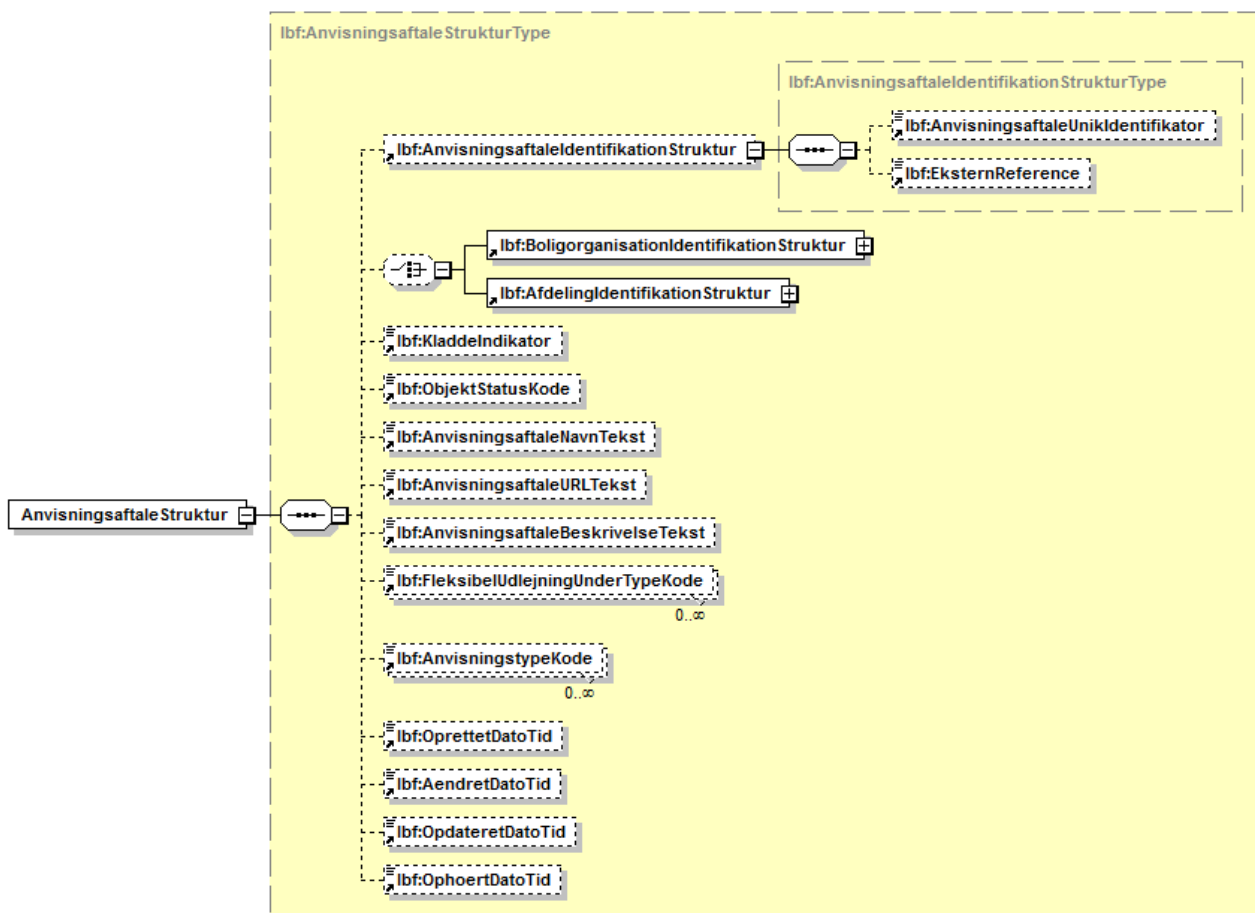 lbf:AnvisningsaftaleStrukturType
lbf:AnvisningsaftaleIdentifikationStrukturType
lbf:AnvisningsaftaleUnikIdentifikator
lbf:AnvisningsaftaleIdentifikationStruktur
lbf:EksternReference
lbf:BoligorganisationIdentifikationStruktur
lbf:AfdelingIdentifikationStruktur
lbf:KladdeIndikator
lbf:ObjektStatusKode
lbf:AnvisningsaftaleNavnTekst
lbf:AnvisningsaftaleURLTekst
AnvisningsaftaleStruktur
lbf:AnvisningsaftaleBeskrivelseTekst
lbf:FleksibelUdlejningUnderTypeKode
0..∞
lbf:AnvisningstypeKode
0..∞
lbf:OprettetDatoTid
lbf:AendretDatoTid
lbf:OpdateretDatoTid
lbf:OphoertDatoTid